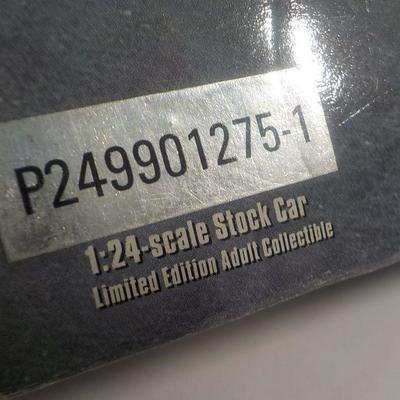 P249901275-1
1:24-scale Stock Car
Limited Edition Adult Collectible